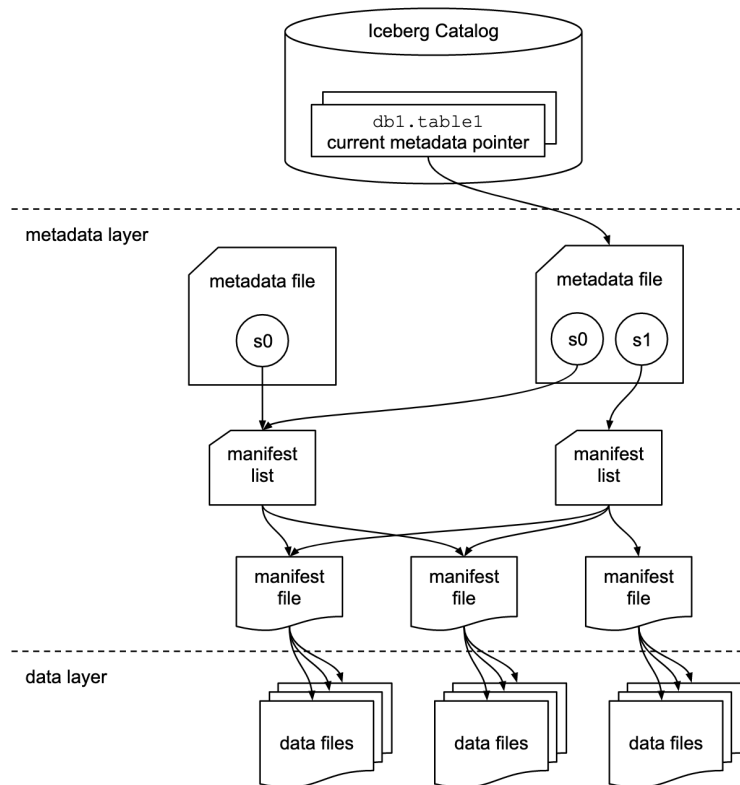 Iceberg Catalog
db1.table1
current metadata pointer
metadata layer
metadata file
metadata file
s0
s0
s1
manifest
list
manifest
list
manifest
file
manifest
file
manifest
file
data layer
data files
data files
data files